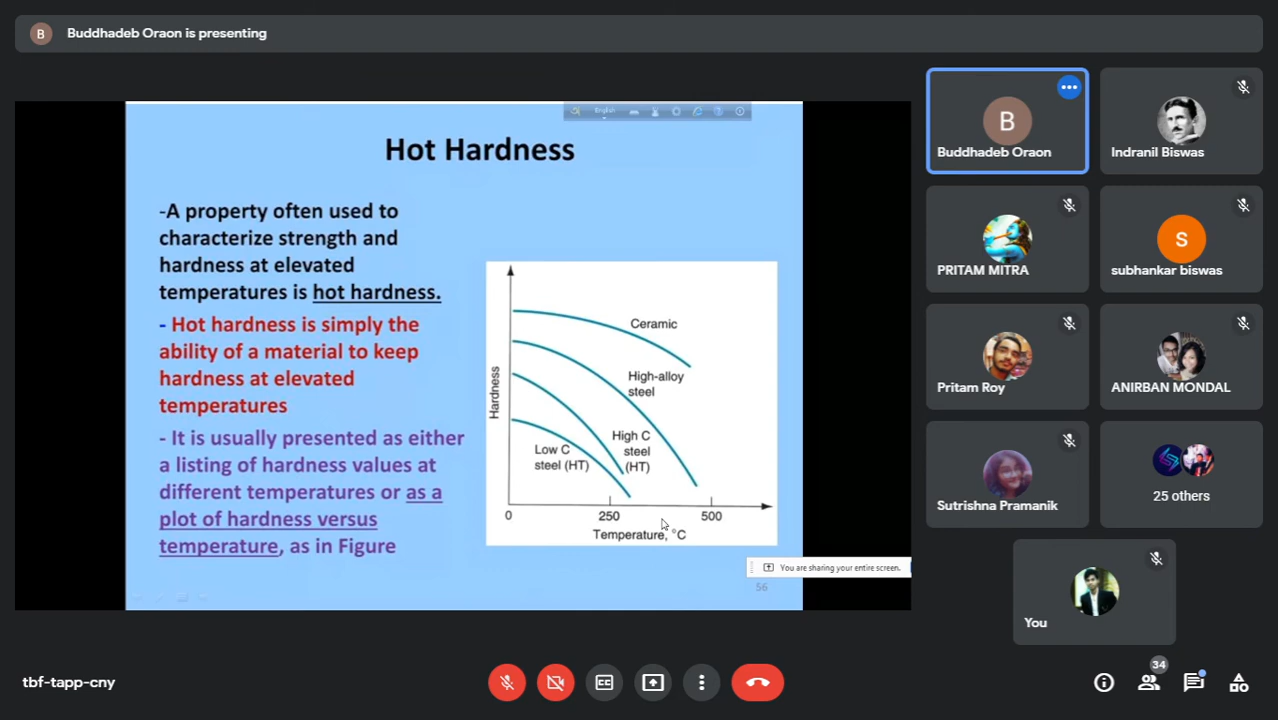 B
Buddhadeb Oraon is presenting
English
Hot Hardness
-A property often used to
characterize strength and
hardness at elevated
temperatures is hot hardness.
- Hot hardness is simply the
ability of a material to keep
hardness at elevated
temperatures
- It is usually presented as either
a listing of hardness values at
different temperatures or as a
plot of hardness versus
temperature, as in Figure
Hardness
Ceramic
High-alloy
steel
High C
steel
(HT)
Low C
steel (HT)
0
250
500
Temperature, °C
You are sharing your entire screen.
56
B
Buddhadeb Oraon
Indranil Biswas
PRITAM MITRA
S
subhankar biswas
Pritam Roy
ANIRBAN MONDAL
Sutrishna Pramanik
25 others
You
tbf-tapp-cny
CC
34